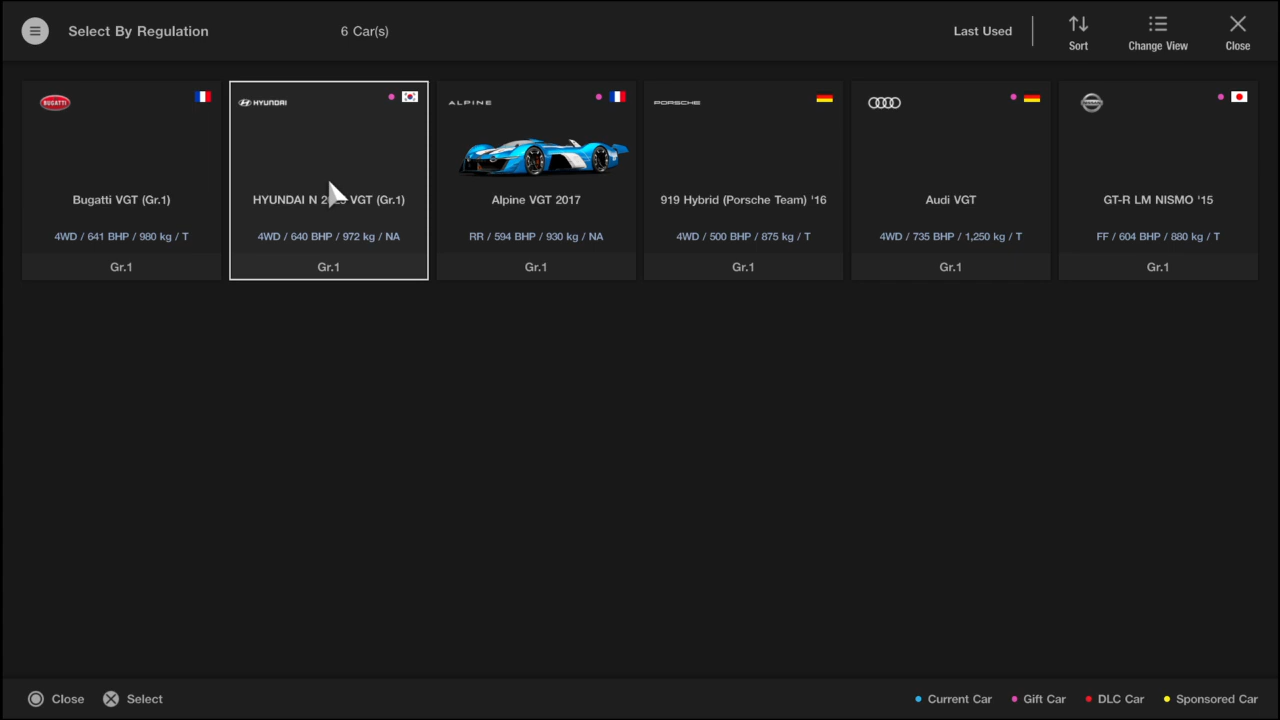 Select By Regulation
6 Car(s)
Last Used
Sort
Change View
Close
BUGATTI
Bugatti VGT (Gr.1)
4WD / 641 BHP / 980 kg / T
Gr.1
HYUNDAI
HYUNDAI N 2025 VGT (Gr.1)
4WD / 640 BHP / 972 kg / NA
Gr.1
ALPINE
Alpine VGT 2017
RR / 594 BHP / 930 kg / NA
Gr.1
PORSCHE
919 Hybrid (Porsche Team) '16
4WD / 500 BHP / 875 kg / T
Gr.1
Audi VGT
4WD / 735 BHP / 1,250 kg / T
Gr.1
NISSAN
GT-R LM NISMO '15
FF / 604 BHP / 880 kg / T
Gr.1
Close
Select
Current Car
Gift Car
DLC Car
Sponsored Car